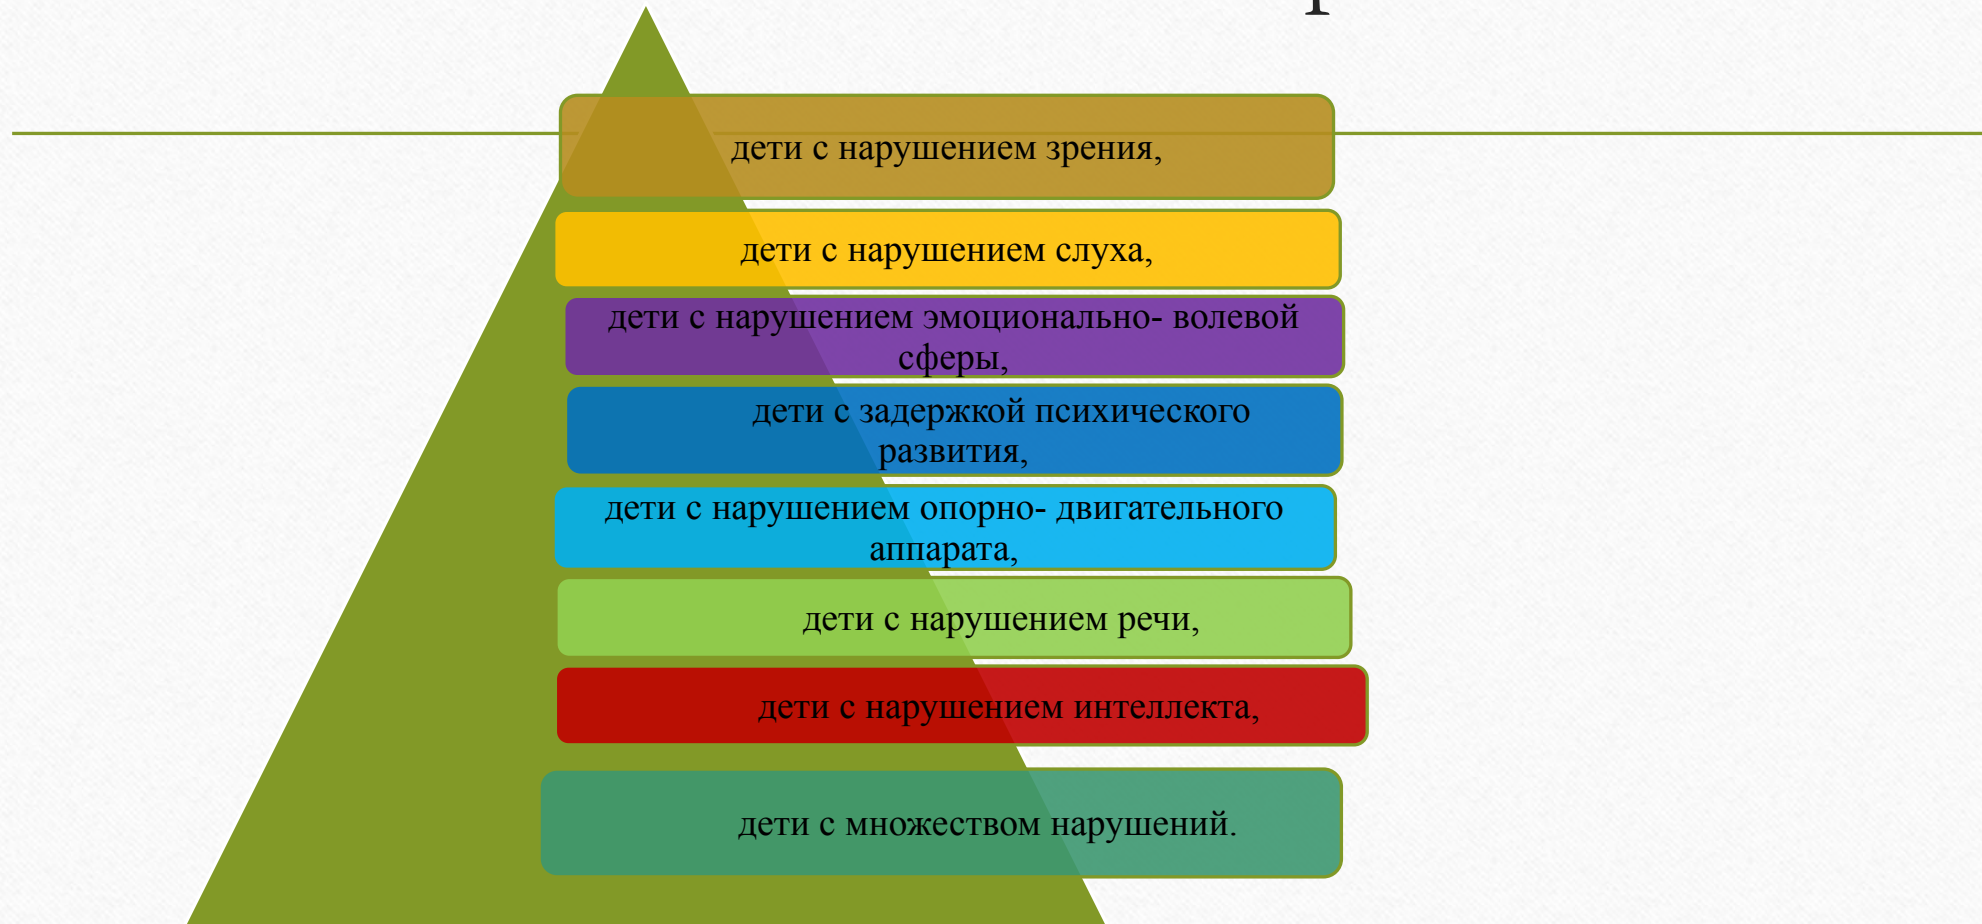 дети с нарушением зрения,
дети с нарушением слуха,
дети с нарушением эмоционально- волевой
сферы,
дети с задержкой психического
развития,
дети с нарушением опорно- двигательного
аппарата,
дети с нарушением речи,
дети с нарушением интеллекта,
дети с множеством нарушений.